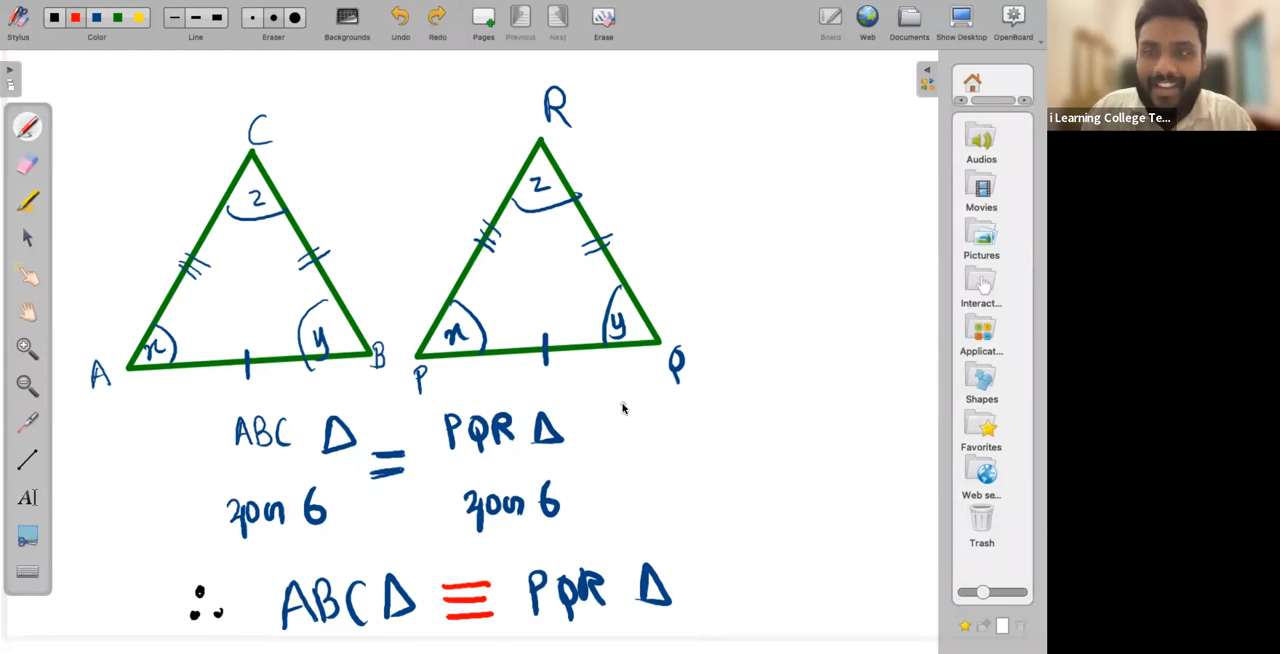 Stylus
Color
Line
Eraser
Backgrounds
Undo
Redo
Pages
Previous
Next
Erase
Board
Web
Documents
Show Desktop
OpenBoard
i Learning College Te...
Audios
Movies
Pictures
Interact...
Applicat...
Shapes
Favorites
Web se...
Trash
C
R
z
z
x
y
x
y
A
B
P
Q
ABC Δ = PQR Δ
6
6
∴ ABC Δ ≡ PQR Δ